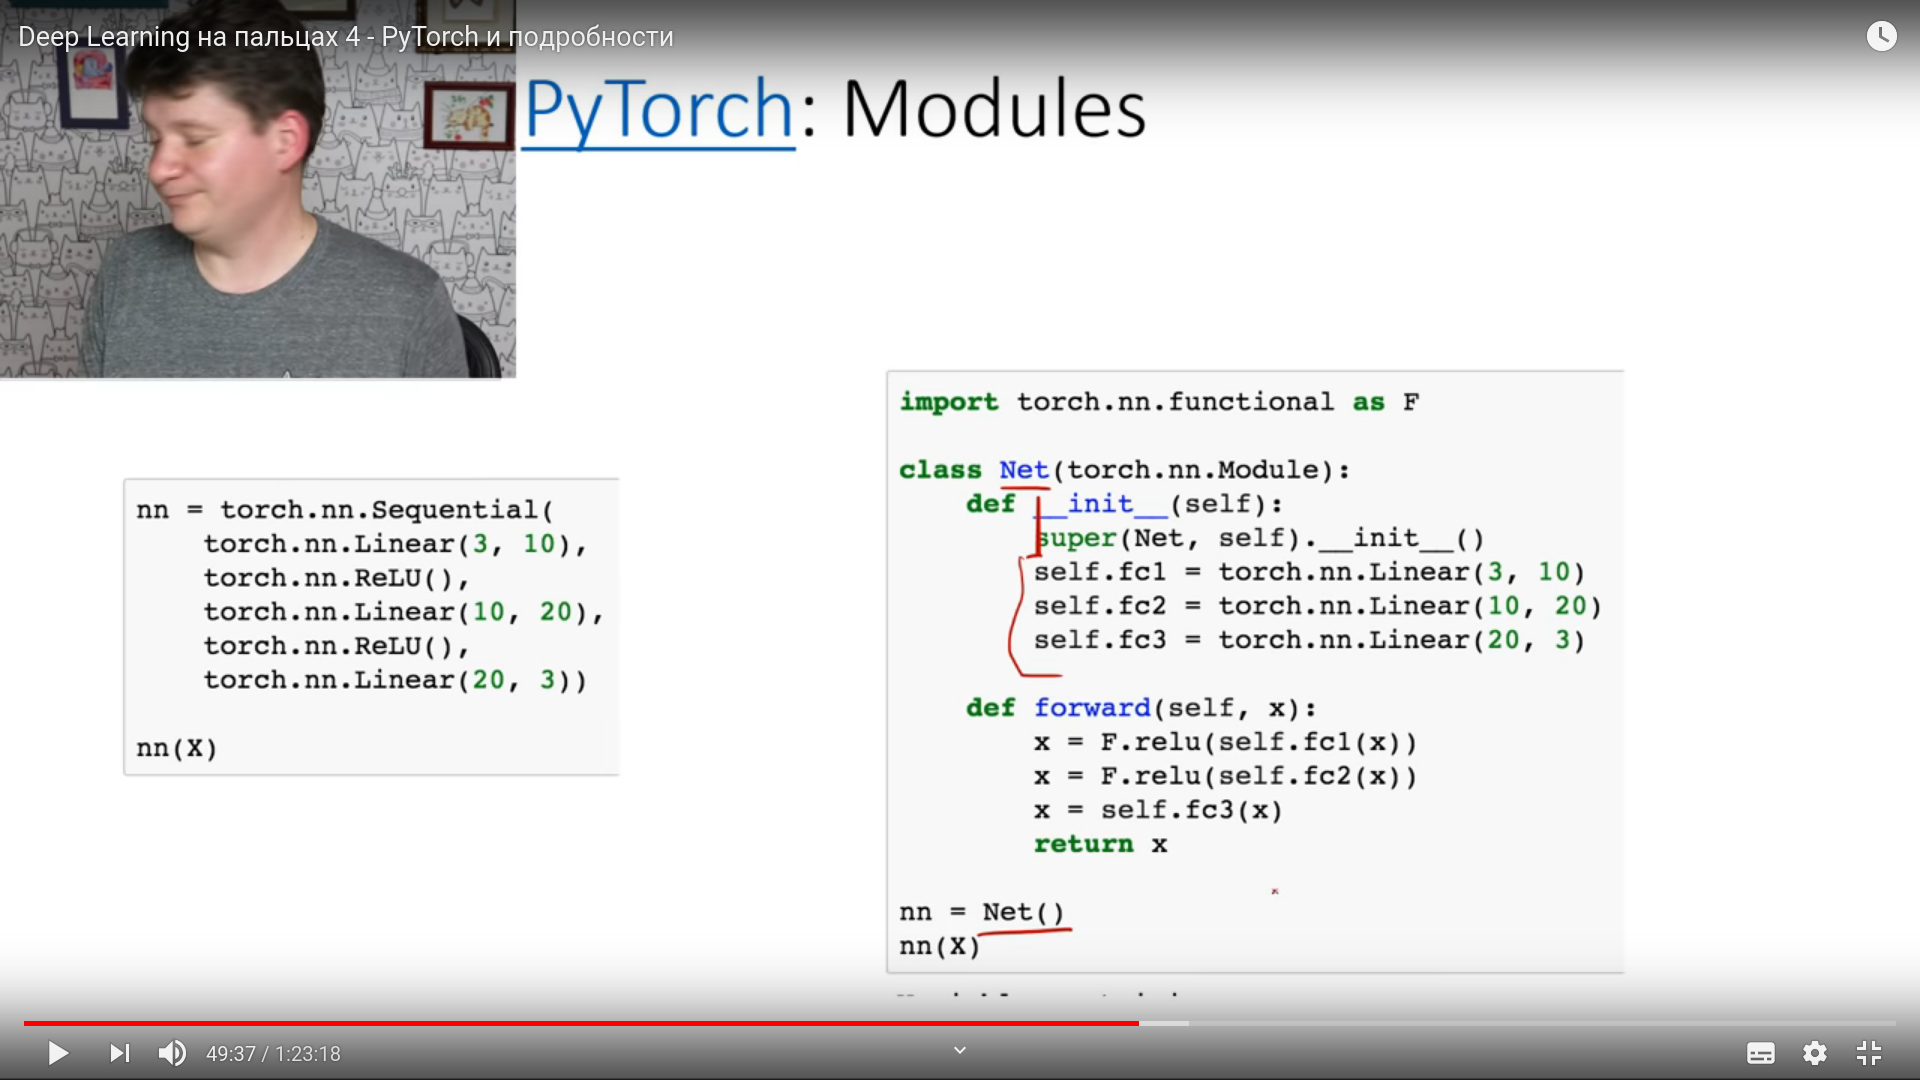 Deep Learning на пальцах 4 - PyTorch и подробности
PyTorch: Modules
nn = torch.nn.Sequential(
torch.nn.Linear(3, 10),
torch.nn.ReLU(),
torch.nn.Linear(10, 20),
torch.nn.ReLU(),
torch.nn.Linear(20, 3))
nn(X)
import torch.nn.functional as F
class Net(torch.nn.Module):
def __init__(self):
super(Net, self).__init__()
self.fc1 = torch.nn.Linear(3, 10)
self.fc2 = torch.nn.Linear(10, 20)
self.fc3 = torch.nn.Linear(20, 3)
def forward(self, x):
x = F.relu(self.fc1(x))
x = F.relu(self.fc2(x))
x = self.fc3(x)
return x
nn = Net()
nn(X)
49:37 / 1:23:18